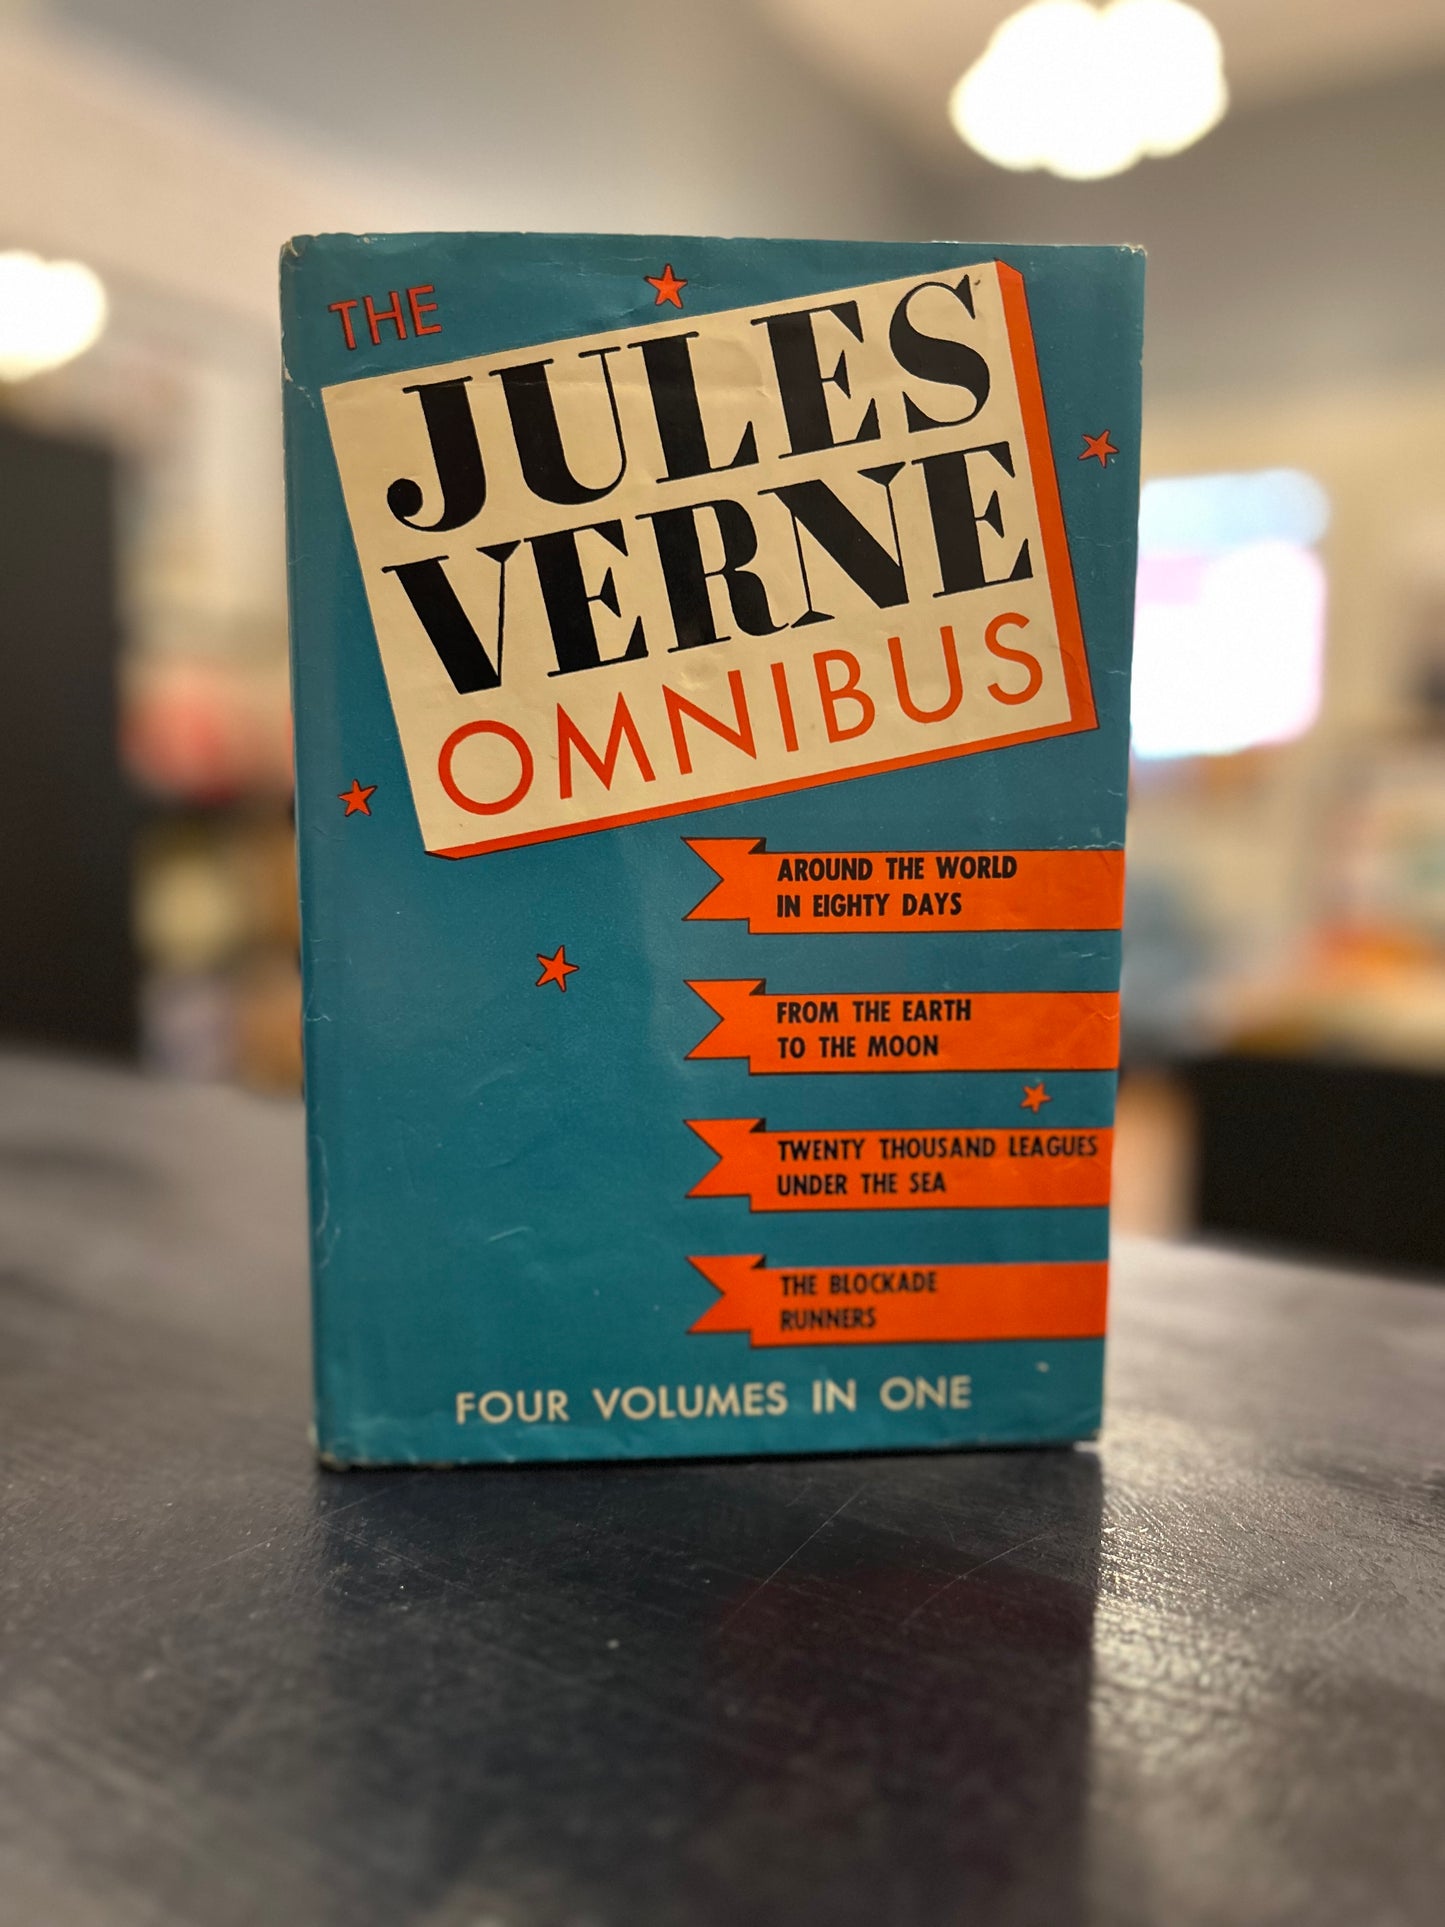 THE
JULES
VERNE
OMNIBUS
AROUND THE WORLD
IN EIGHTY DAYS
FROM THE EARTH
TO THE MOON
TWENTY THOUSAND LEAGUES
UNDER THE SEA
THE BLOCKADE
RUNNERS
FOUR VOLUMES IN ONE